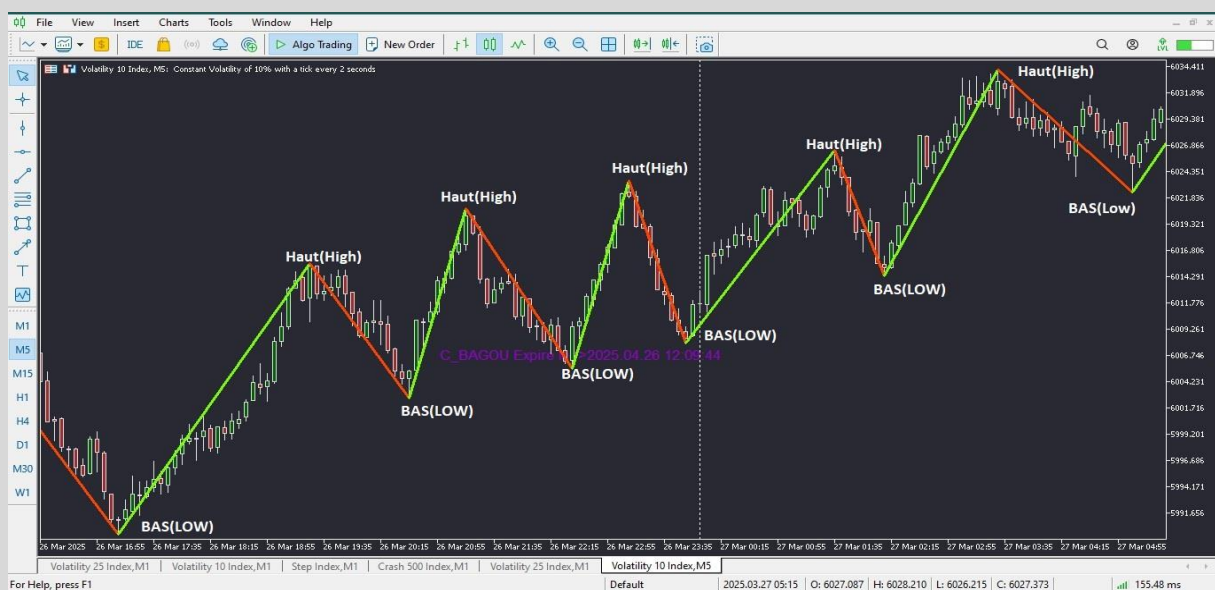 File View Insert Charts Tools Window Help
IDE Algo Trading New Order LVL
Volatility 10 Index, M5: Constant Volatility of 10% with a tick every 2 seconds
Haut(High)
6034.411
6031.896
6029.381
Haut(High)
6026.866
Haut(High)
6024.351
Haut(High)
6021.836
BAS(Low)
6019.321
6016.806
Haut(High)
6014.291
BAS(LOW)
6011.776
6009.261
BAS(LOW)
6006.746
C_BAGOU Expire
>2025.04.26 12:09:44
BAS(LOW)
6004.231
BAS(LOW)
6001.716
5999.201
5996.686
5994.171
5991.656
BAS(LOW)
M1
M5
M15
H1
H4
D1
M30
W1
26 Mar 2025 26 Mar 16:55 26 Mar 17:35 26 Mar 18:15 26 Mar 18:55 26 Mar 19:35 26 Mar 20:15 26 Mar 20:55 26 Mar 21:35 26 Mar 22:15 26 Mar 22:55 26 Mar 23:35 27 Mar 00:15 27 Mar 00:55 27 Mar 01:35 27 Mar 02:15 27 Mar 02:55 27 Mar 03:35 27 Mar 04:15 27 Mar 04:55
Volatility 25 Index,M1 | Volatility 10 Index,M1 | Step Index,M1 | Crash 500 Index,M1 | Volatility 25 Index,M1 | Volatility 10 Index,M5
For Help, press F1 Default 2025.03.27 05:15 O: 6027.087 H: 6028.210 L: 6026.215 C: 6027.373 155.48 ms